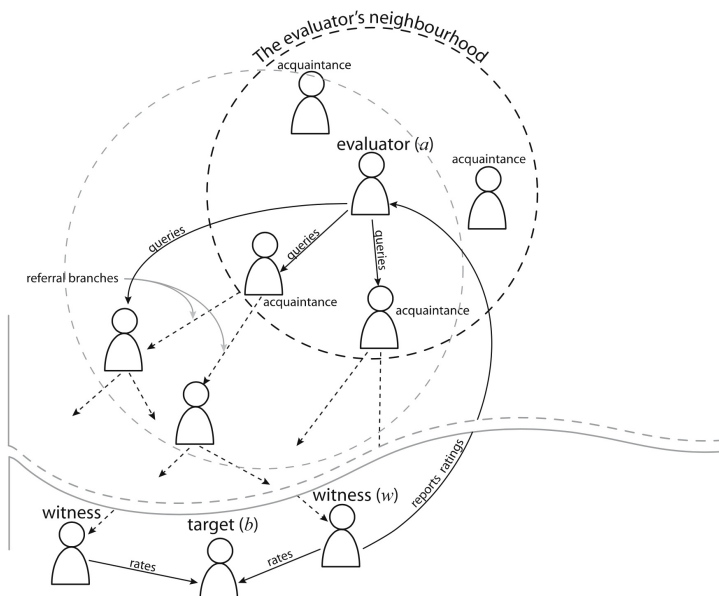 The evaluator's neighbourhood
acquaintance
evaluator (a)
acquaintance
queries
queries
queries
referral branches
acquaintance
acquaintance
reports ratings
witness (w)
witness
target (b)
rates
rates